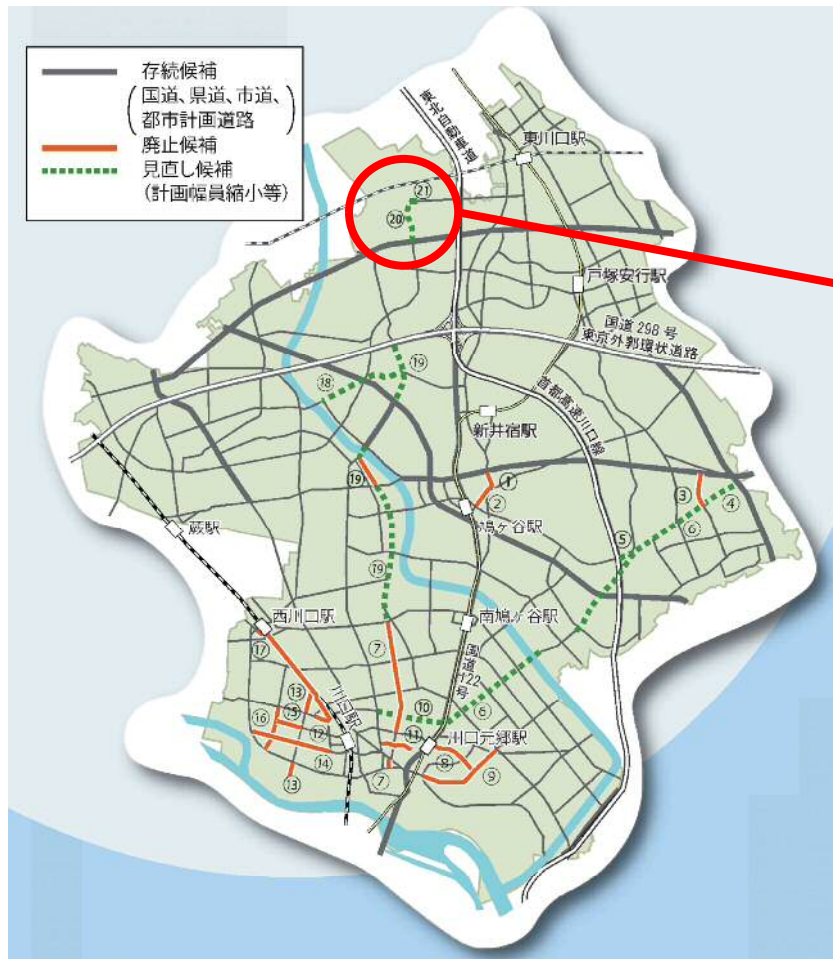 存続候補
(国道、県道、市道、
都市計画道路)
廃止候補
見直し候補
(計画幅員縮小等)
東北自動車道
東川口駅
㉑
⑳
戸塚安行駅
国道298号
東京外郭環状道路
⑲
⑱
首都高速川口線
新井宿駅
⑲
①
②
鳩ヶ谷駅
③
④
⑥
⑤
蕨駅
⑲
西川口駅
南鳩ヶ谷駅
⑰
⑦
国道122号
⑬
川口駅
⑩
⑥
⑯
⑮
⑫
⑪
川口元郷駅
⑭
⑧
⑬
⑦
⑨